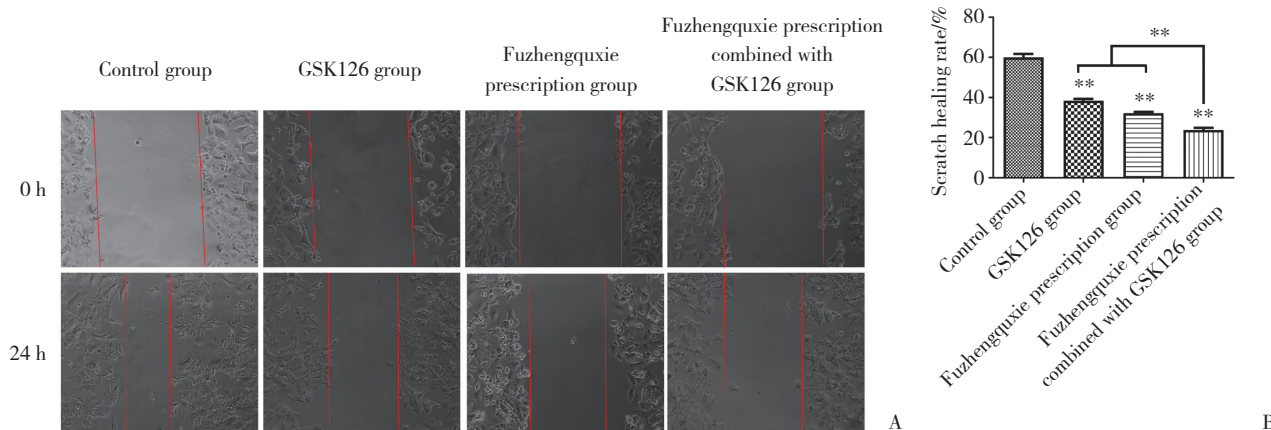 Control group
GSK126 group
Fuzhengquxie
prescription group
Fuzhengquxie prescription
combined with
GSK126 group
0 h
24 h
A
Scratch healing rate/%
80
60
40
20
0
**
**
**
**
Control group
GSK126 group
Fuzhengquxie prescription group
Fuzhengquxie prescription
combined with GSK126 group
B